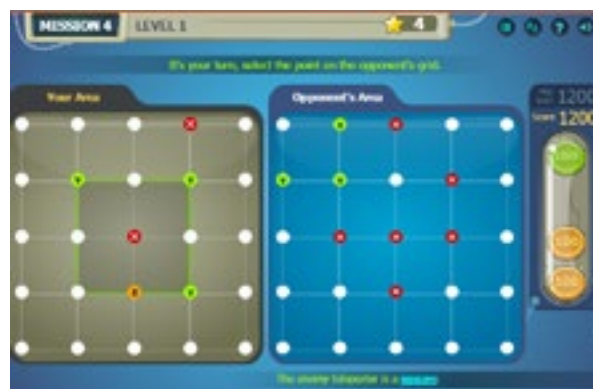 MISSION 4 LEVEL 1 4
It's your turn, select the point on the opponent's grid.
Your Area Opponent's Area
1200
Score 1200
The enemy teleporter is a